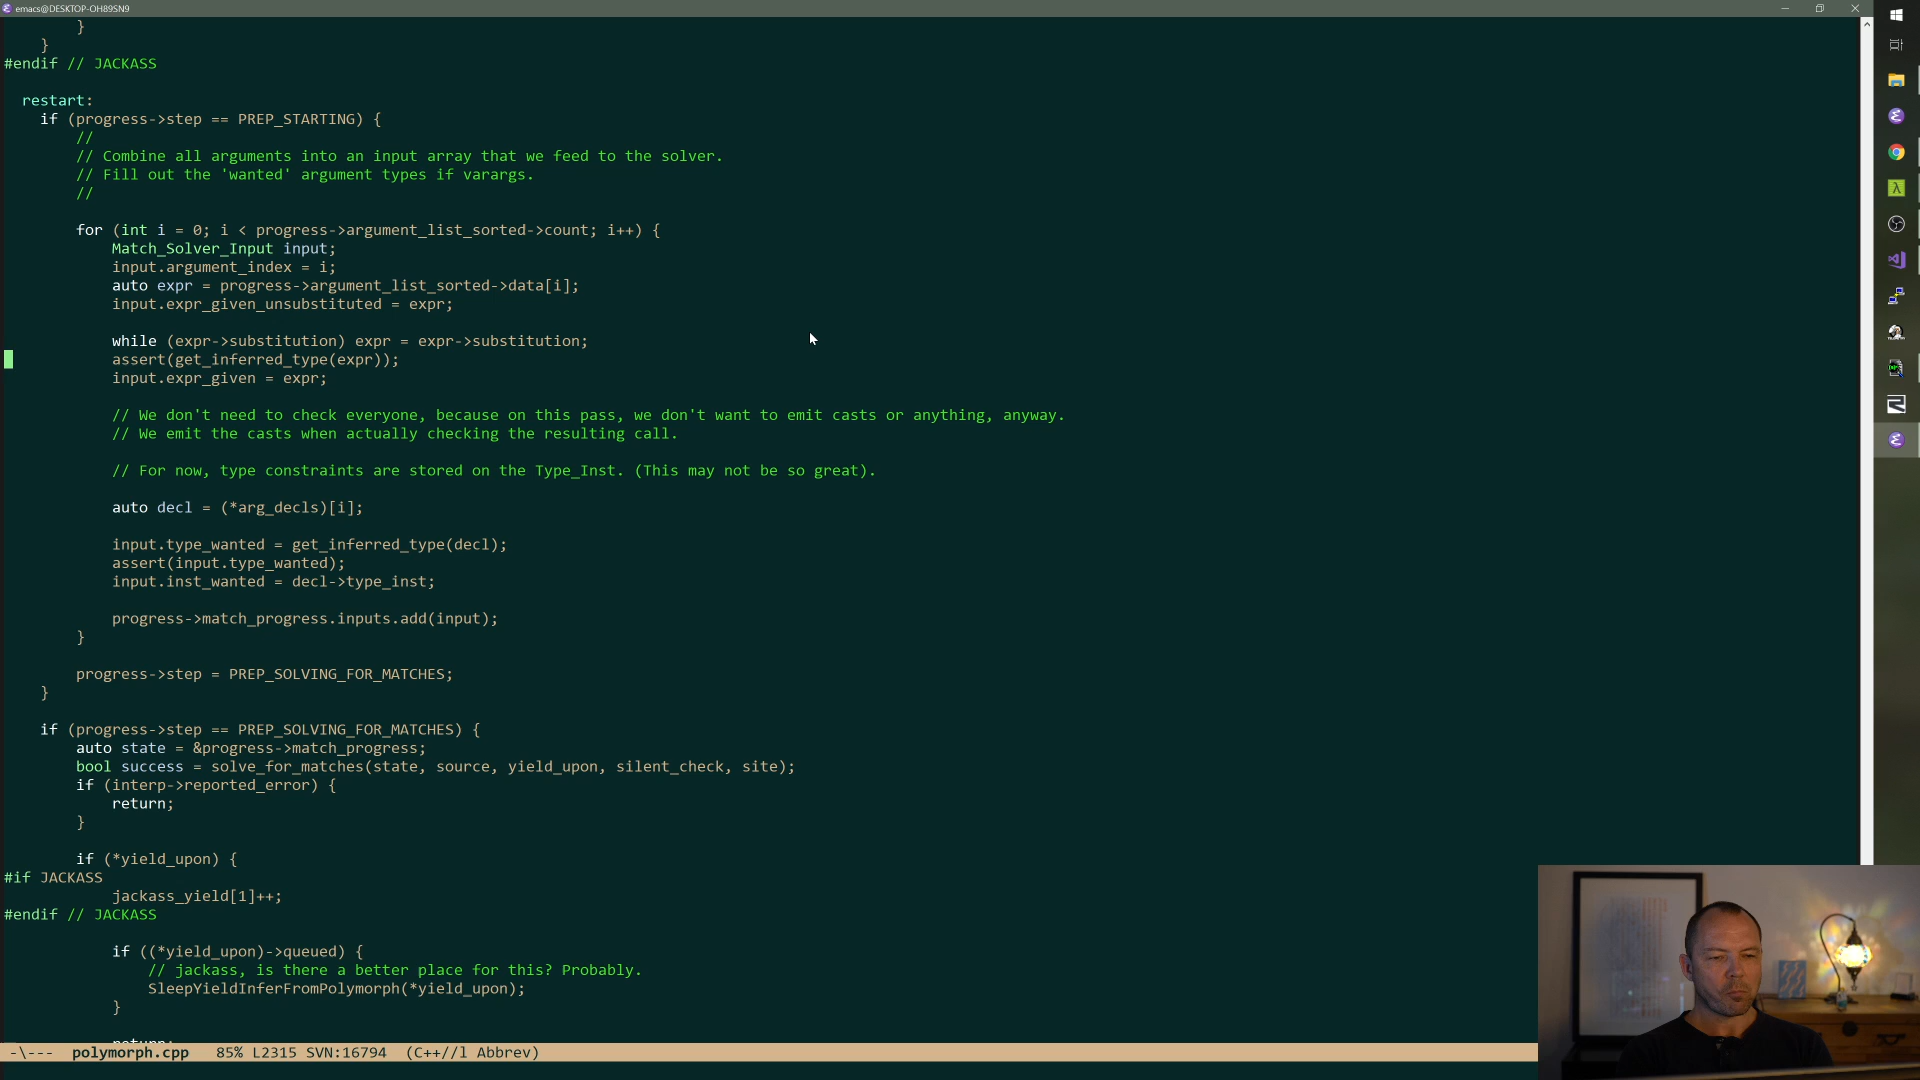 emacs@DESKTOP-OH89SN9
}
}
#endif // JACKASS
restart:
if (progress->step == PREP_STARTING) {
//
// Combine all arguments into an input array that we feed to the solver.
// Fill out the 'wanted' argument types if varargs.
//
for (int i = 0; i < progress->argument_list_sorted->count; i++) {
Match_Solver_Input input;
input.argument_index = i;
auto expr = progress->argument_list_sorted->data[i];
input.expr_given_unsubstituted = expr;
while (expr->substitution) expr = expr->substitution;
assert(get_inferred_type(expr));
input.expr_given = expr;
// We don't need to check everyone, because on this pass, we don't want to emit casts or anything, anyway.
// We emit the casts when actually checking the resulting call.
// For now, type constraints are stored on the Type_Inst. (This may not be so great).
auto decl = (*arg_decls)[i];
input.type_wanted = get_inferred_type(decl);
assert(input.type_wanted);
input.inst_wanted = decl->type_inst;
progress->match_progress.inputs.add(input);
}
progress->step = PREP_SOLVING_FOR_MATCHES;
}
if (progress->step == PREP_SOLVING_FOR_MATCHES) {
auto state = &progress->match_progress;
bool success = solve_for_matches(state, source, yield_upon, silent_check, site);
if (interp->reported_error) {
return;
}
if (*yield_upon) {
#if JACKASS
jackass_yield[1]++;
#endif // JACKASS
if ((*yield_upon)->queued) {
// jackass, is there a better place for this? Probably.
SleepYieldInferFromPolymorph(*yield_upon);
}
return;
-\--- polymorph.cpp 85% L2315 SVN:16794 (C++//l Abbrev)